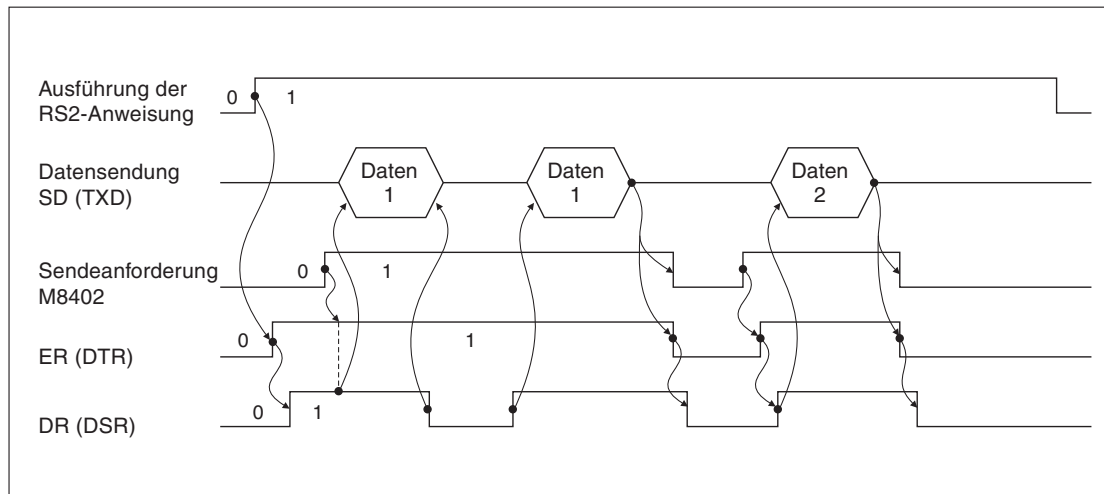 Ausführung der
RS2-Anweisung
0
1
Datensendung
SD (TXD)
Daten
1
Daten
1
Daten
2
Sendeanforderung
M8402
0
1
ER (DTR)
0
1
DR (DSR)
0
1